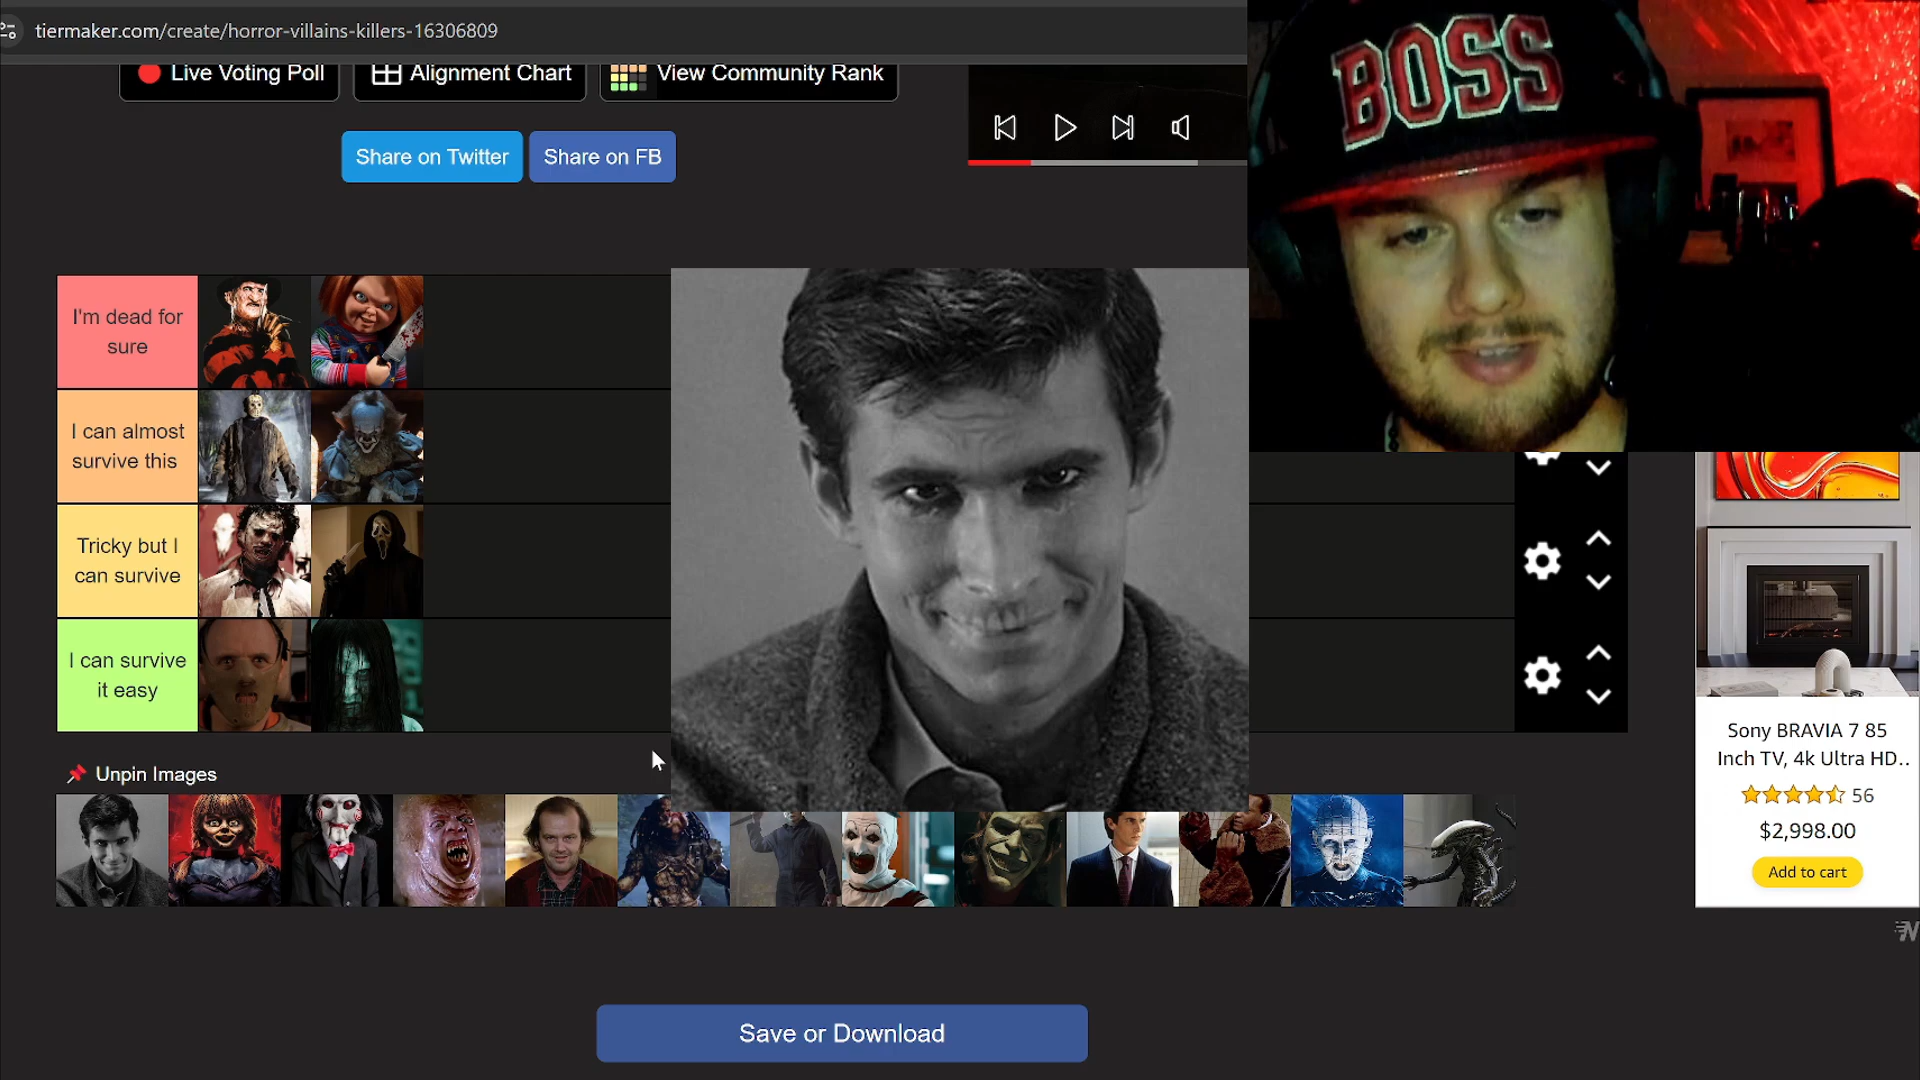 tiermaker.com/create/horror-villains-killers-16306809
BOSS
Live Voting Poll
Alignment Chart
View Community Rank
Share on Twitter
Share on FB
I'm dead for
sure
I can almost
survive this
Tricky but I
can survive
I can survive
it easy
Unpin Images
Sony BRAVIA 7 85
Inch TV, 4k Ultra HD..
56
$2,998.00
Add to cart
Save or Download